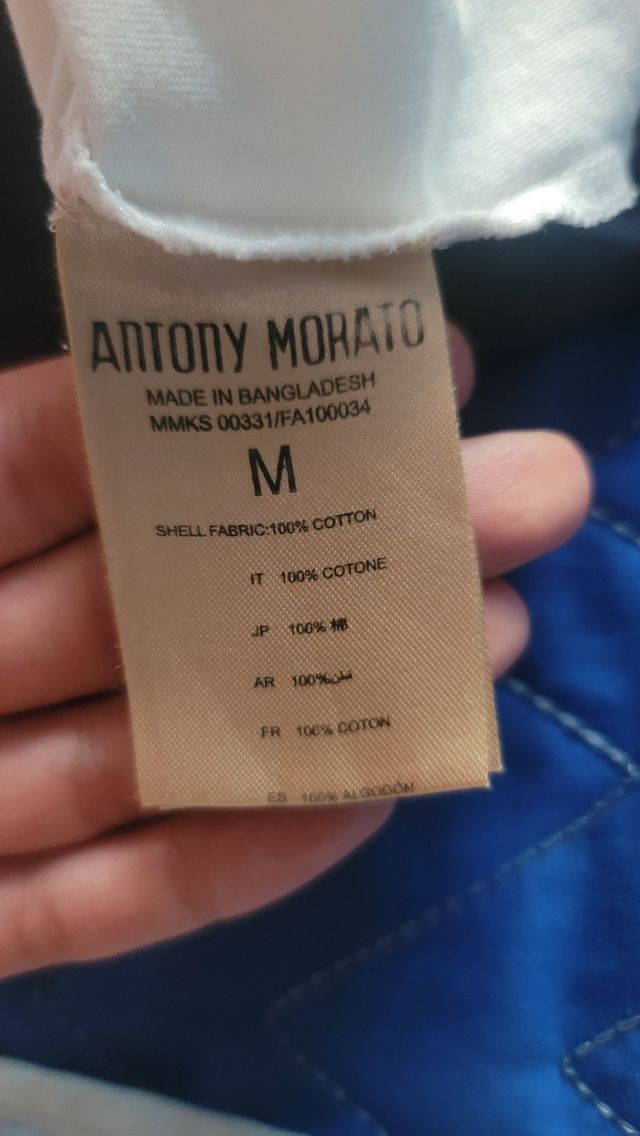 ANTONY MORATO
MADE IN BANGLADESH
MMKS 00331/FA100034
M
SHELL FABRIC:100% COTTON
IT 100% COTONE
JP 100% 棉
AR 100% قطن
FR 100% COTON
ES 100% ALGODÓN